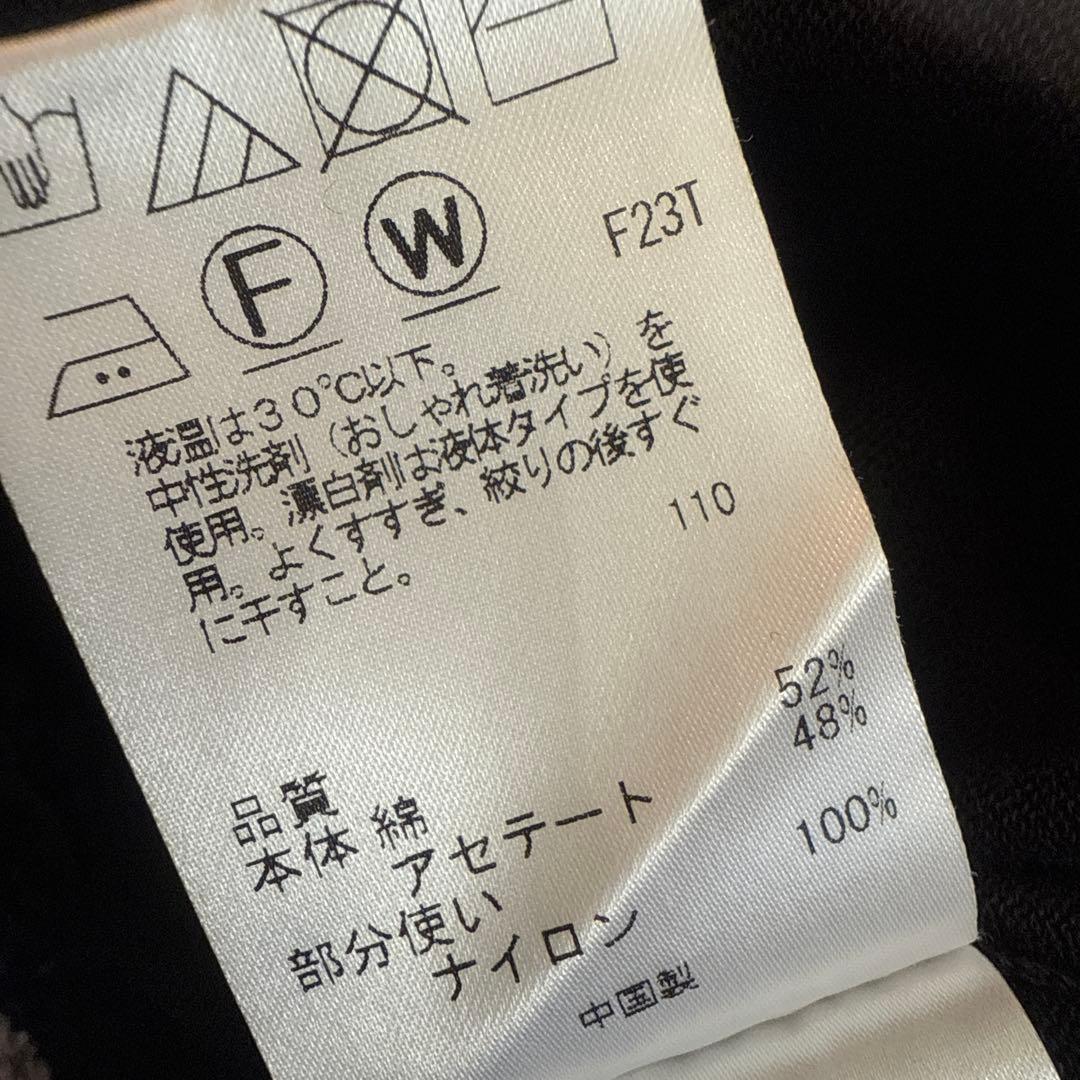 F W F23T
液温は30℃以下。
中性洗剤（おしゃれ着洗い）を
使用。漂白剤は液体タイプを使
用。よくすすぎ、絞りの後すぐ
に干すこと。
110
品質
本体 綿 52%
アセテート 48%
部分使い
ナイロン 100%
中国製